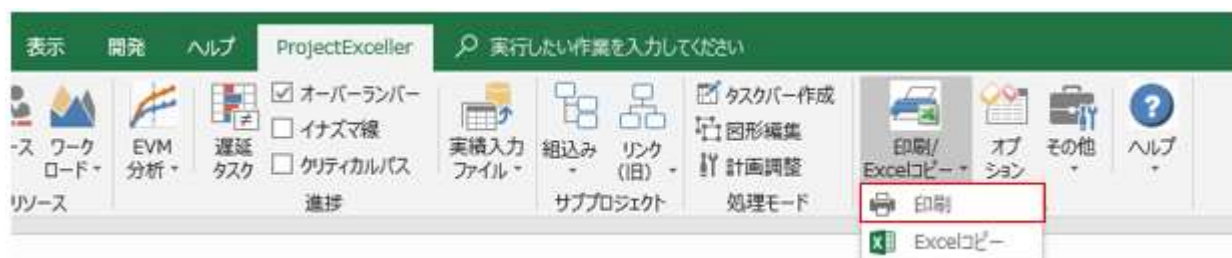 表示 開発 ヘルプ ProjectExceller 実行したい作業を入力してください
オーバーランバー タスクバー作成
イナズマ線 図形編集
ース ワーク EVM 遅延 クリティカルパス 実績入力 組込み リンク 計画調整 印刷/ オプ その他 ヘルプ
ロード 分析 タスク ファイル (旧) Excelコピー ション
リソース 進捗 サブプロジェクト 処理モード
印刷
Excelコピー